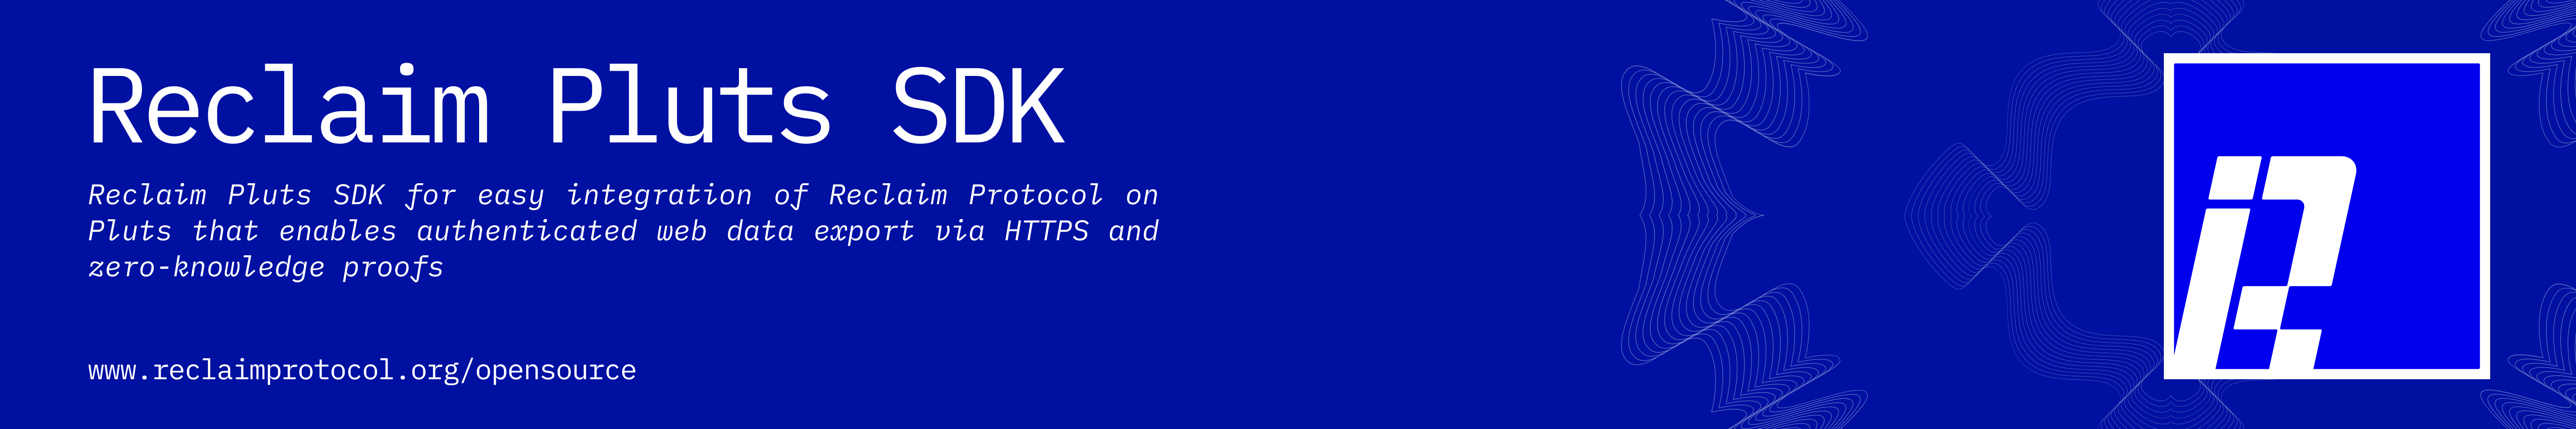 Reclaim Pluts SDK
Reclaim Pluts SDK for easy integration of Reclaim Protocol on
Pluts that enables authenticated web data export via HTTPS and
zero-knowledge proofs
www.reclaimprotocol.org/opensource